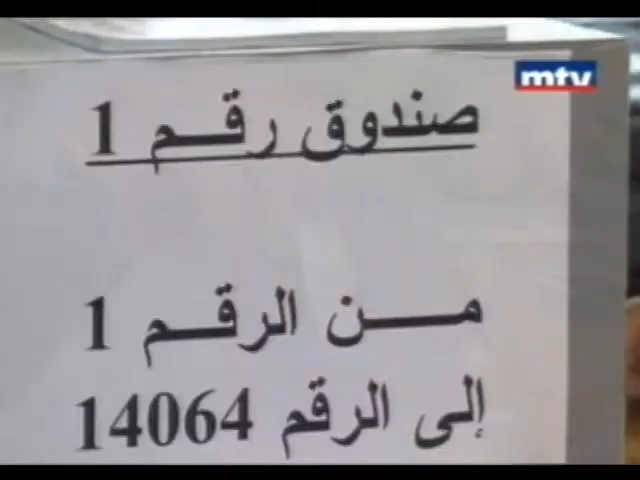 mtv
صندوق رقم 1
من الرقم 1
إلى الرقم 14064